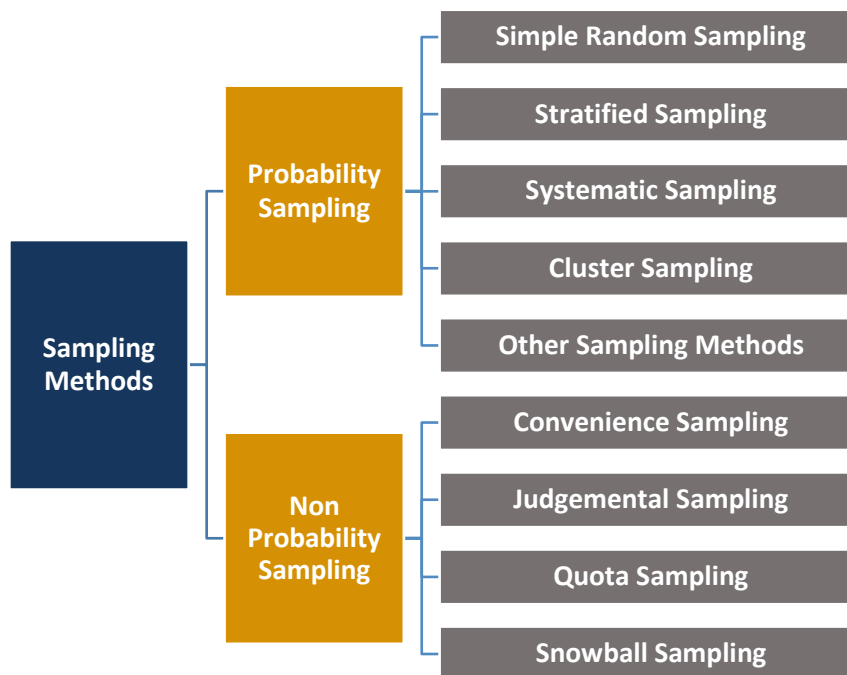 Sampling
Methods
Probability
Sampling
Simple Random Sampling
Stratified Sampling
Systematic Sampling
Cluster Sampling
Other Sampling Methods
Non
Probability
Sampling
Convenience Sampling
Judgemental Sampling
Quota Sampling
Snowball Sampling